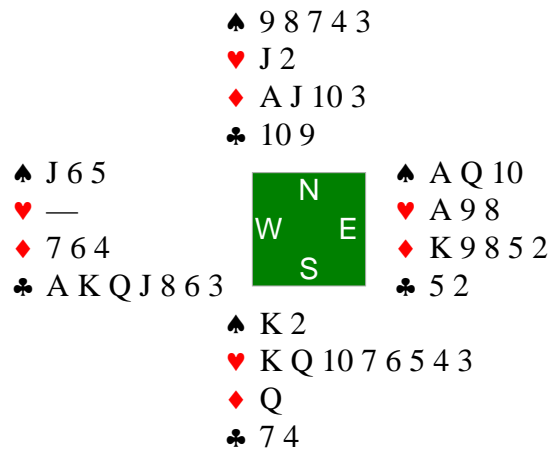 ♠ 9 8 7 4 3
♥ J 2
♦ A J 10 3
♣ 10 9
♠ J 6 5
♥ —
♦ 7 6 4
♣ A K Q J 8 6 3
N
W E
S
♠ A Q 10
♥ A 9 8
♦ K 9 8 5 2
♣ 5 2
♠ K 2
♥ K Q 10 7 6 5 4 3
♦ Q
♣ 7 4